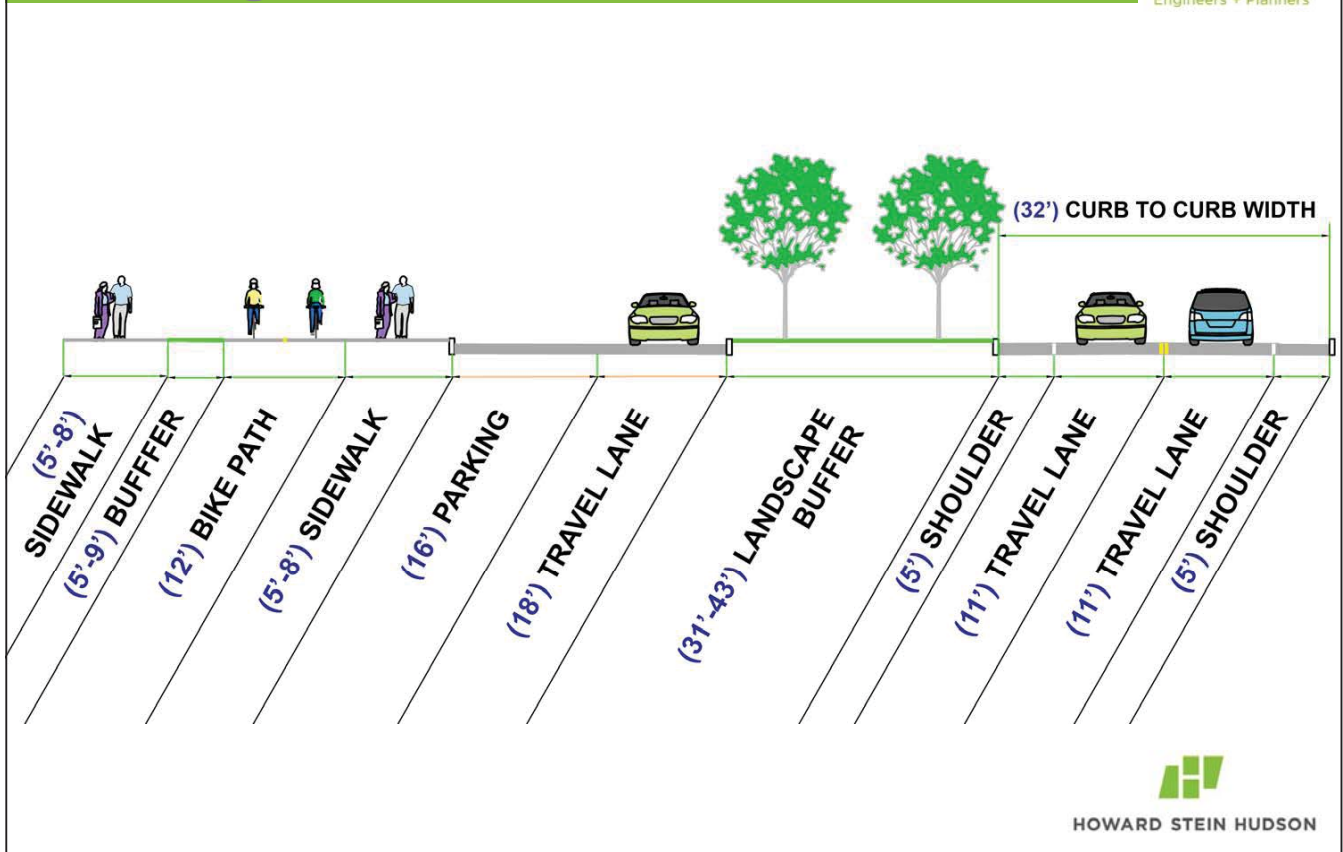 Engineers + Planners
(32’) CURB TO CURB WIDTH
(5’-8’)
SIDEWALK
(5’-9’) BUFFFER
(12’) BIKE PATH
(5’-8’) SIDEWALK
(16’) PARKING
(18’) TRAVEL LANE
(31’-43’) LANDSCAPE
BUFFER
(5’) SHOULDER
(11’) TRAVEL LANE
(11’) TRAVEL LANE
(5’) SHOULDER
HOWARD STEIN HUDSON